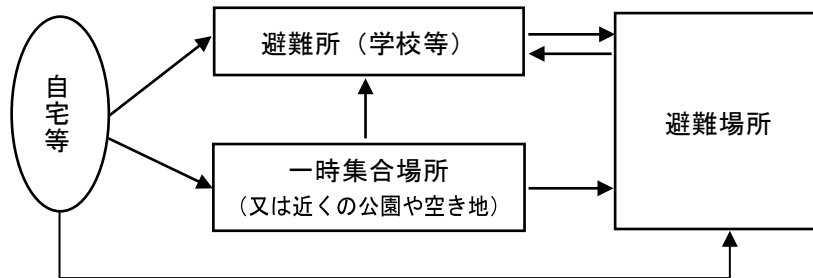 自宅等
避難所（学校等）
一時集合場所
（又は近くの公園や空き地）
避難場所